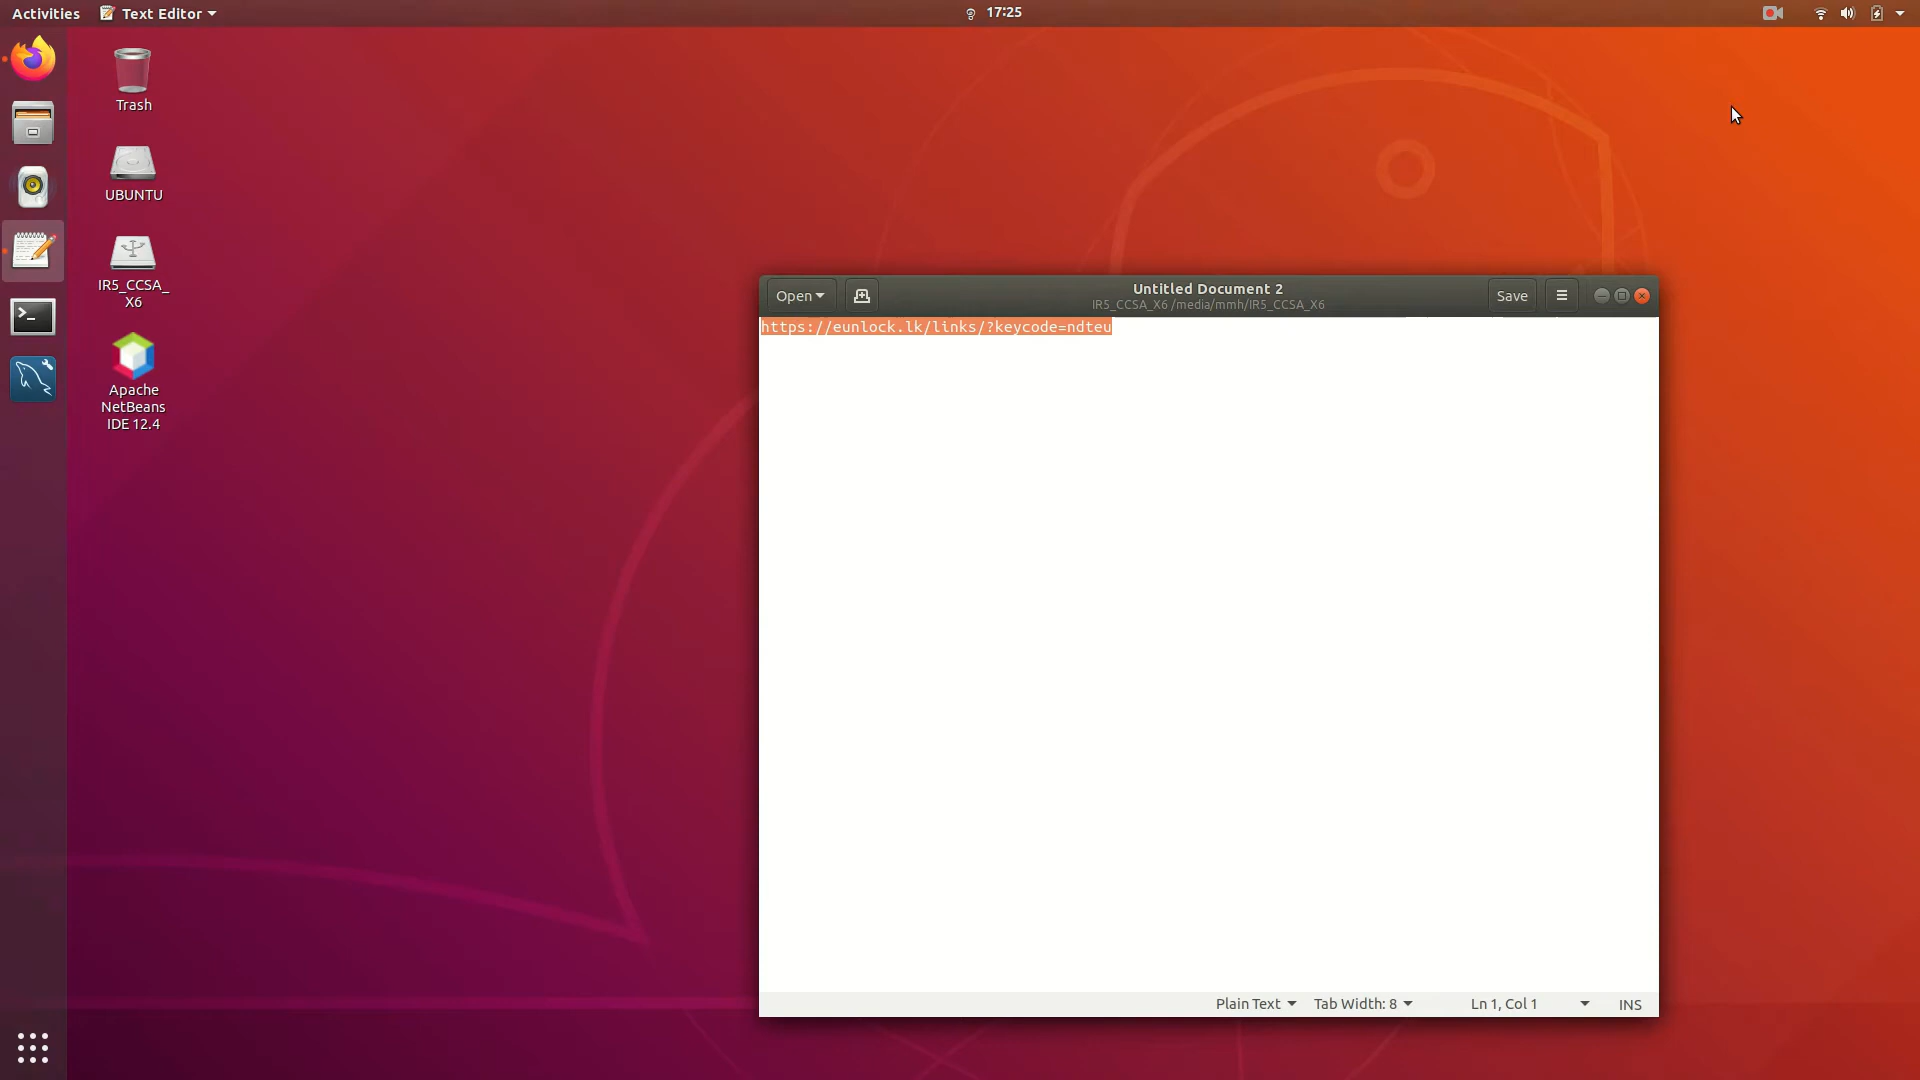 Activities
Text Editor
17:25
Trash
UBUNTU
IR5_CCSA_
X6
Apache
NetBeans
IDE 12.4
Open
Untitled Document 2
IR5_CCSA_X6 /media/mmh/IR5_CCSA_X6
Save
https://eunlock.lk/links/?keycode=ndteu
Plain Text
Tab Width: 8
Ln 1, Col 1
INS